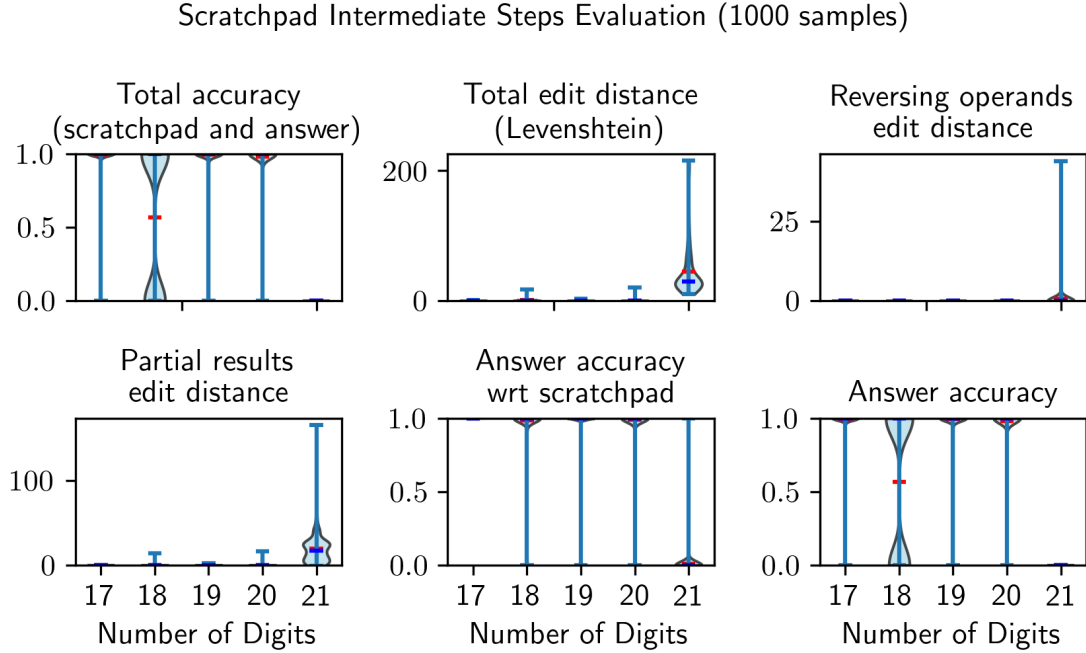 Scratchpad Intermediate Steps Evaluation (1000 samples)
Total accuracy
(scratchpad and answer)
1.0
0.5
0.0
Total edit distance
(Levenshtein)
200
0
Reversing operands
edit distance
25
0
Partial results
edit distance
100
0
17 18 19 20 21
Number of Digits
Answer accuracy
wrt scratchpad
1.0
0.5
0.0
17 18 19 20 21
Number of Digits
Answer accuracy
1.0
0.5
0.0
17 18 19 20 21
Number of Digits